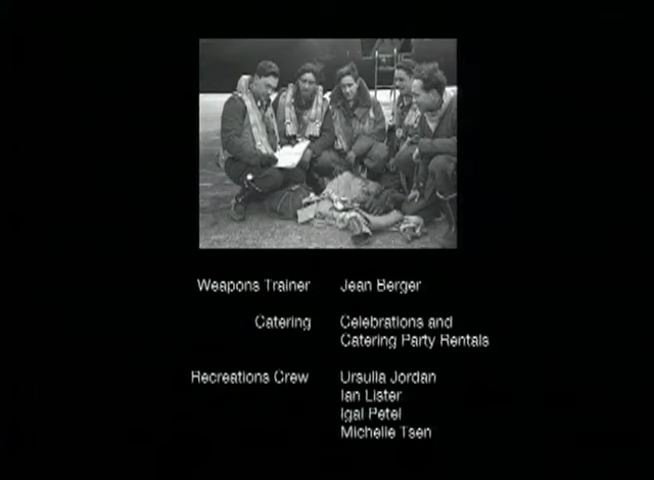 Weapons Trainer Jean Berger
Catering Celebrations and
Catering Party Rentals
Recreations Crew Ursulla Jordan
Ian Lister
Igal Petel
Michelle Tsen